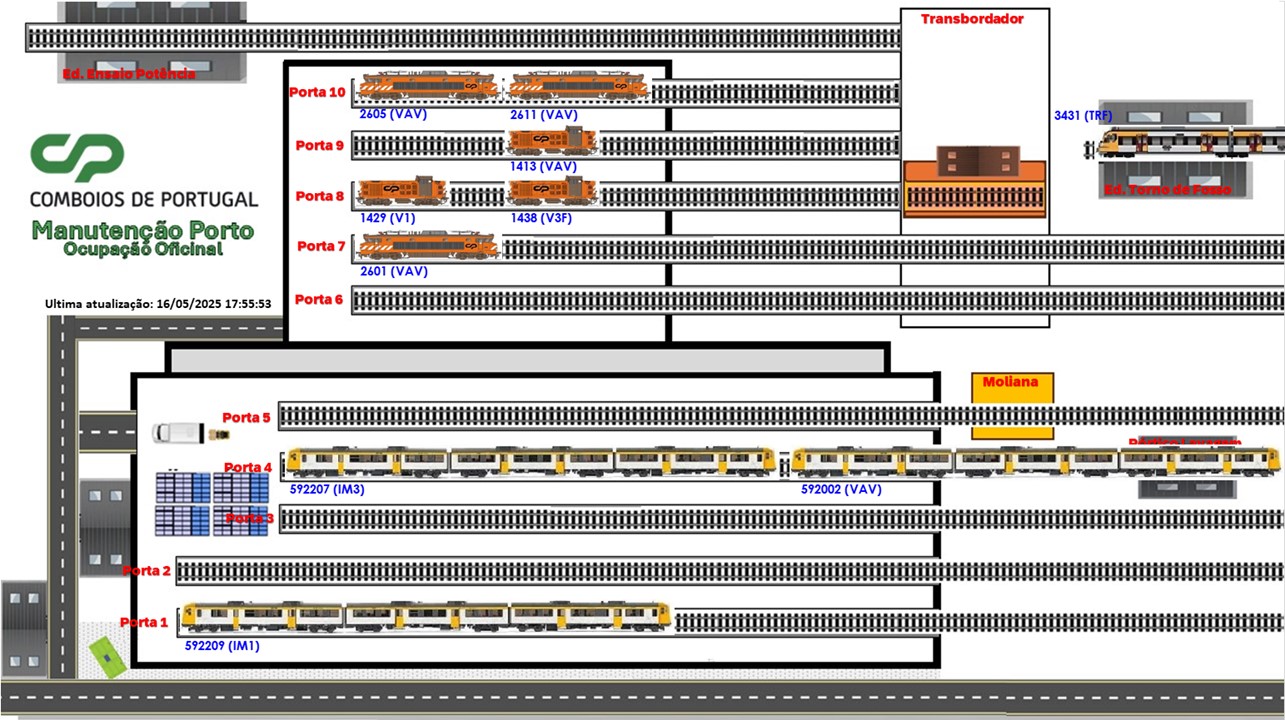 Transbordador
Ed. Ensaio Potência
Porta 10
2605 (VAV)
2611 (VAV)
3431 (TRF)
Porta 9
1413 (VAV)
Ed. Torno de Fosso
CP
COMBOIOS DE PORTUGAL
Manutenção Porto
Ocupação Oficinal
Porta 8
1429 (V1)
1438 (V3F)
Porta 7
2601 (VAV)
Porta 6
Ultima atualização: 16/05/2025 17:55:53
Moliana
Porta 5
Porta 4
592207 (IM3)
592002 (VAV)
Porta 3
Porta 2
Porta 1
592209 (IM1)